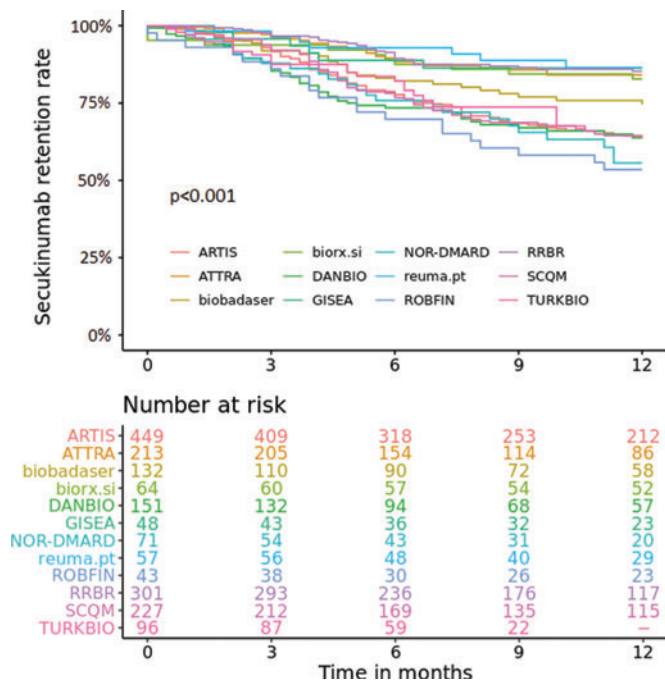 100%
75%
50%
25%
0%
Secukinumab retention rate
p<0.001
ARTIS biorx.si NOR-DMARD RRBR
ATTRA DANBIO reuma.pt SCQM
biobadaser GISEA ROBFIN TURKBIO
0 3 6 9 12
Number at risk
ARTIS 449 409 318 253 212
ATTRA 213 205 154 114 86
biobadaser 132 110 90 72 58
biorx.si 64 60 57 54 52
DANBIO 151 132 94 68 57
GISEA 48 43 36 32 23
NOR-DMARD 71 54 43 31 20
reuma.pt 57 56 48 40 29
ROBFIN 43 38 30 26 23
RRBR 301 293 236 176 117
SCQM 227 212 169 135 115
TURKBIO 96 87 59 22 –
0 3 6 9 12
Time in months